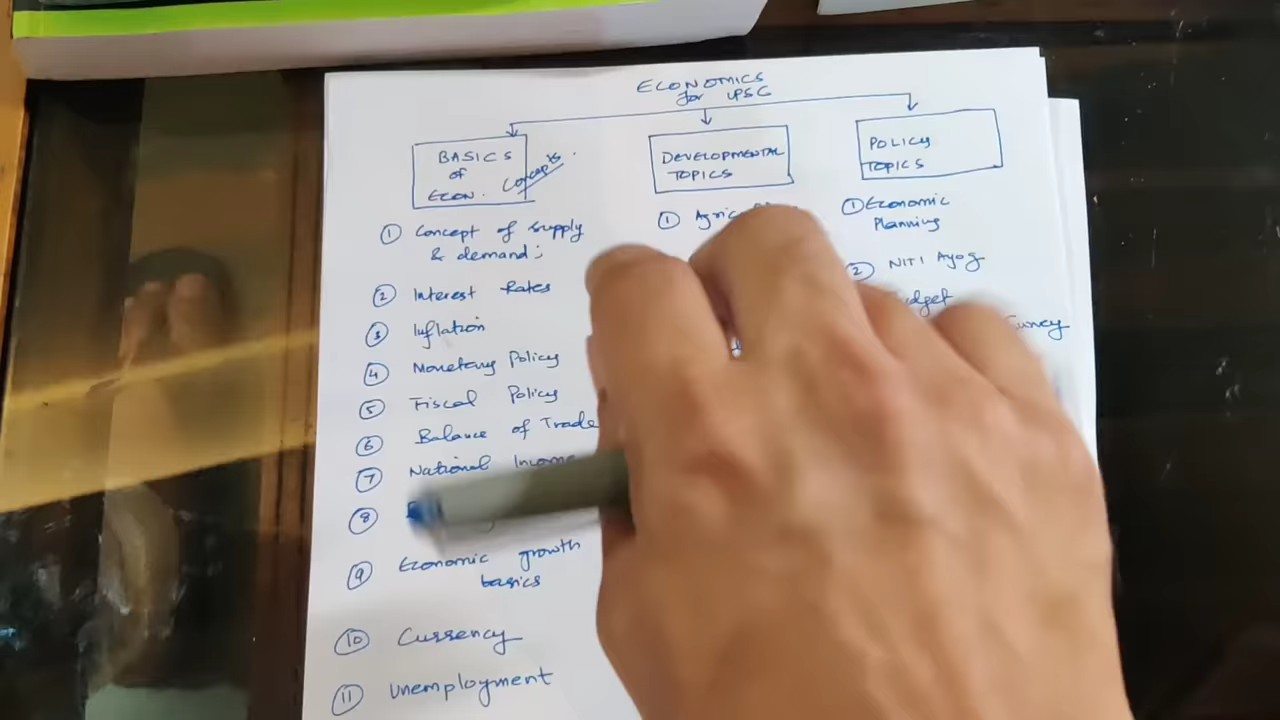 ECONOMICS
for UPSC
BASICS
of
ECON. Concepts.
① Concept of supply
& demand;
② Interest Rates
③ Inflation
④ Monetary Policy
⑤ Fiscal Policy
⑥ Balance of Trade
⑦ National Income
⑧
⑨ Economic growth
basics
⑩ Currency
⑪ Unemployment
DEVELOPMENTAL
TOPICS
①
POLICY
TOPICS
① Economic
Planning
② NITI Ayog